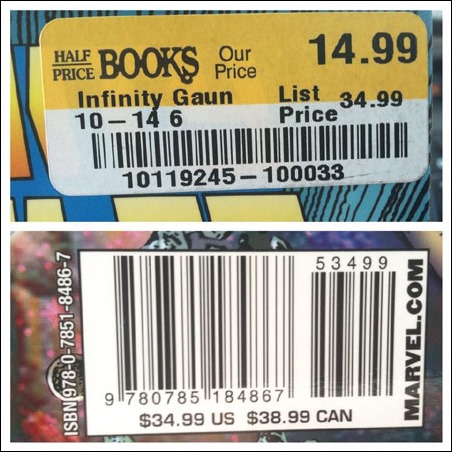 HALF PRICE BOOKS Our Price 14.99
Infinity Gaun List Price 34.99
10-14 6
10119245-100033
ISBN 978-0-7851-8486-7
53499
9 780785 184867
$34.99 US $38.99 CAN
MARVEL.COM